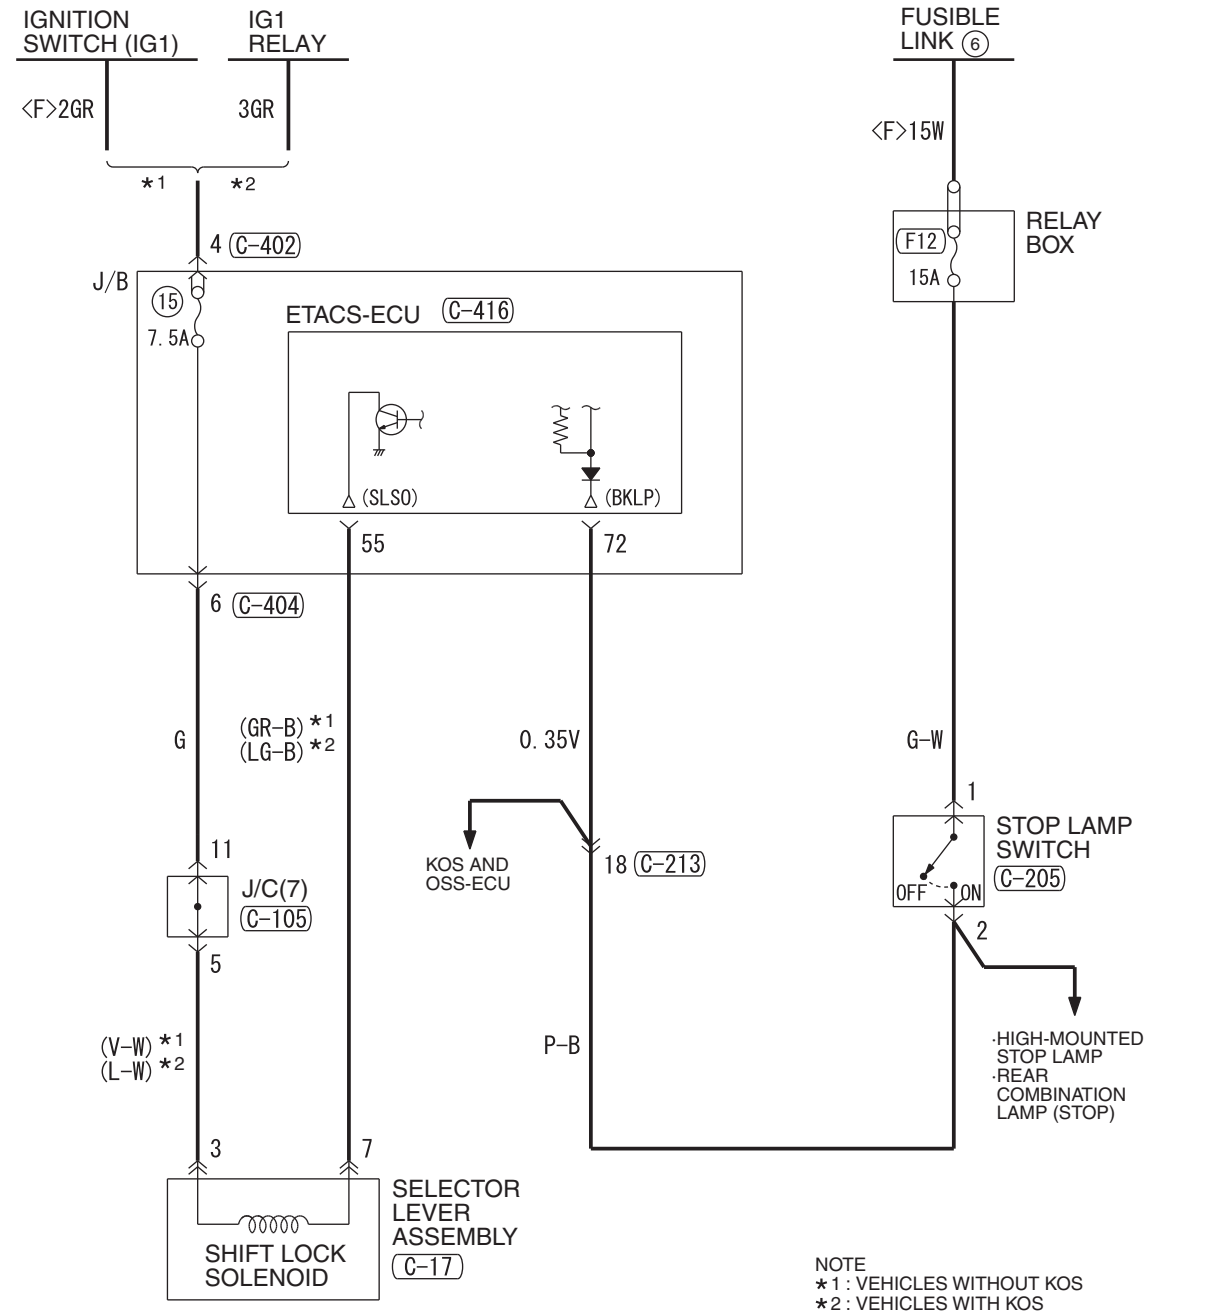 IGNITION
SWITCH (IG1)
IG1
RELAY
FUSIBLE
LINK 6
<F>2GR
3GR
<F>15W
*1
*2
4 C-402
J/B
15
7.5A
ETACS-ECU C-416
F12
15A
RELAY
BOX
(SLS0)
(BKLP)
55
72
6 C-404
G
(GR-B)*1
(LG-B)*2
0.35V
G-W
1
STOP LAMP
SWITCH
C-205
OFF
ON
2
11
J/C(7)
C-105
5
KOS AND
OSS-ECU
18 C-213
(V-W)*1
(L-W)*2
P-B
·HIGH-MOUNTED
STOP LAMP
·REAR
COMBINATION
LAMP (STOP)
3
7
SELECTOR
LEVER
ASSEMBLY
C-17
SHIFT LOCK
SOLENOID
NOTE
*1 : VEHICLES WITHOUT KOS
*2 : VEHICLES WITH KOS